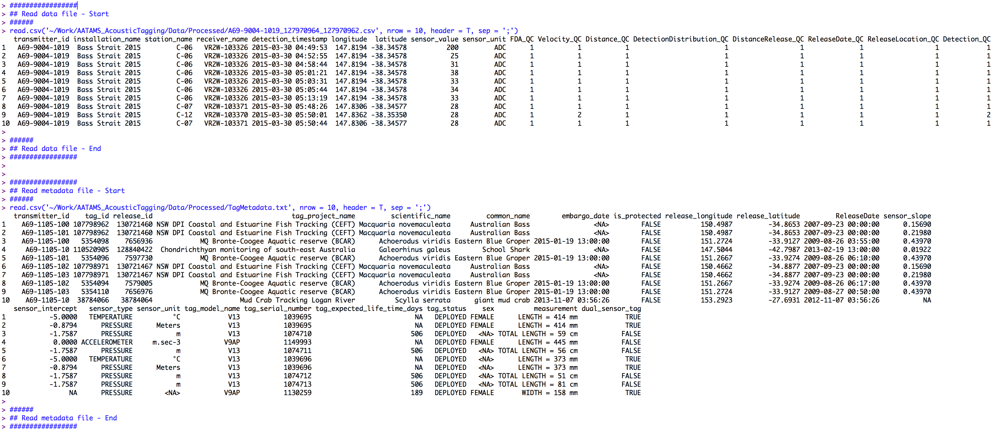 > #################
> ## Read data file - Start
> ######
> read.csv('~/Work/AATAMS_AcousticTagging/Data/Processed/A69-9004-1019_127970964_127970962.csv', nrow = 10, header = T, sep = ';')
transmitter_id installation_name station_name receiver_name detection_timestamp longitude latitude sensor_value sensor_unit FDA_QC Velocity_QC Distance_QC DetectionDistribution_QC DistanceRelease_QC ReleaseDate_QC ReleaseLocation_QC Detection_QC
1 A69-9004-1019 Bass Strait 2015 C-06 VR2W-103326 2015-03-30 04:49:53 147.8194 -38.34578 200 ADC 1 1 1 1 1 1 1 1
2 A69-9004-1019 Bass Strait 2015 C-06 VR2W-103326 2015-03-30 04:52:55 147.8194 -38.34578 25 ADC 1 1 1 1 1 1 1 1
3 A69-9004-1019 Bass Strait 2015 C-06 VR2W-103326 2015-03-30 04:58:44 147.8194 -38.34578 31 ADC 1 1 1 1 1 1 1 1
4 A69-9004-1019 Bass Strait 2015 C-06 VR2W-103326 2015-03-30 05:01:21 147.8194 -38.34578 38 ADC 1 1 1 1 1 1 1 1
5 A69-9004-1019 Bass Strait 2015 C-06 VR2W-103326 2015-03-30 05:03:31 147.8194 -38.34578 33 ADC 1 1 1 1 1 1 1 1
6 A69-9004-1019 Bass Strait 2015 C-06 VR2W-103326 2015-03-30 05:05:44 147.8194 -38.34578 34 ADC 1 1 1 1 1 1 1 1
7 A69-9004-1019 Bass Strait 2015 C-06 VR2W-103326 2015-03-30 05:13:19 147.8194 -38.34578 33 ADC 1 1 1 1 1 1 1 1
8 A69-9004-1019 Bass Strait 2015 C-07 VR2W-103371 2015-03-30 05:48:26 147.8306 -38.34577 28 ADC 1 1 1 1 1 1 1 1
9 A69-9004-1019 Bass Strait 2015 C-12 VR2W-103370 2015-03-30 05:50:01 147.8362 -38.35350 28 ADC 1 2 1 1 1 1 1 2
10 A69-9004-1019 Bass Strait 2015 C-07 VR2W-103371 2015-03-30 05:50:44 147.8306 -38.34577 28 ADC 1 1 1 1 1 1 1 1
>
> ######
> ## Read data file - End
> #################
>
>
> #################
> ## Read metadata file - Start
> ######
> read.csv('~/Work/AATAMS_AcousticTagging/Data/Processed/TagMetadata.txt', nrow = 10, header = T, sep = ';')
transmitter_id tag_id release_id tag_project_name scientific_name common_name embargo_date is_protected release_longitude release_latitude ReleaseDate sensor_slope
1 A69-1105-100 107798962 130721460 NSW DPI Coastal and Estuarine Fish Tracking (CEFT) Macquaria novemaculeata Australian Bass <NA> FALSE 150.4987 -34.8653 2007-09-23 00:00:00 0.15690
2 A69-1105-101 107798962 130721460 NSW DPI Coastal and Estuarine Fish Tracking (CEFT) Macquaria novemaculeata Australian Bass <NA> FALSE 150.4987 -34.8653 2007-09-23 00:00:00 0.21980
3 A69-1105-100 5354098 7656936 MQ Bronte-Coogee Aquatic reserve (BCAR) Achoerodus viridis Eastern Blue Groper 2015-01-19 13:00:00 FALSE 151.2724 -33.9127 2009-08-26 03:55:00 0.43970
4 A69-1105-10 110520905 128840422 Chondrichthyan monitoring of south-east Australia Galeorhinus galeus School Shark <NA> FALSE 147.5044 -42.7987 2013-02-19 13:00:00 0.01922
5 A69-1105-101 5354096 7597730 MQ Bronte-Coogee Aquatic reserve (BCAR) Achoerodus viridis Eastern Blue Groper 2015-01-19 13:00:00 FALSE 151.2667 -33.9274 2009-08-26 06:10:00 0.43970
6 A69-1105-102 107798971 130721467 NSW DPI Coastal and Estuarine Fish Tracking (CEFT) Macquaria novemaculeata Australian Bass <NA> FALSE 150.4662 -34.8877 2007-09-23 00:00:00 0.15690
7 A69-1105-103 107798971 130721467 NSW DPI Coastal and Estuarine Fish Tracking (CEFT) Macquaria novemaculeata Australian Bass <NA> FALSE 150.4662 -34.8877 2007-09-23 00:00:00 0.21980
8 A69-1105-102 5354094 7579005 MQ Bronte-Coogee Aquatic reserve (BCAR) Achoerodus viridis Eastern Blue Groper 2015-01-19 13:00:00 FALSE 151.2667 -33.9274 2009-08-26 06:17:00 0.43970
9 A69-1105-103 5354110 7656976 MQ Bronte-Coogee Aquatic reserve (BCAR) Achoerodus viridis Eastern Blue Groper 2015-01-19 13:00:00 FALSE 151.2724 -33.9127 2009-08-27 00:50:00 0.43970
10 A69-1105-10 38784066 38784064 Mud Crab Tracking Logan River Scylla serrata giant mud crab 2013-11-07 03:56:26 FALSE 153.2923 -27.6931 2012-11-07 03:56:26 NA
sensor_intercept sensor_type sensor_unit tag_model_name tag_serial_number tag_expected_life_time_days tag_status sex measurement dual_sensor_tag
1 -5.0000 TEMPERATURE °C V13 1039695 NA DEPLOYED FEMALE LENGTH = 414 mm TRUE
2 -0.8794 PRESSURE Meters V13 1039695 NA DEPLOYED FEMALE LENGTH = 414 mm TRUE
3 -1.7587 PRESSURE m V13 1074710 506 DEPLOYED <NA> TOTAL LENGTH = 59 cm FALSE
4 0.0000 ACCELEROMETER m.sec-3 V9AP 1149993 NA DEPLOYED FEMALE LENGTH = 445 mm FALSE
5 -1.7587 PRESSURE m V13 1074711 506 DEPLOYED <NA> TOTAL LENGTH = 56 cm FALSE
6 -5.0000 TEMPERATURE °C V13 1039696 NA DEPLOYED <NA> LENGTH = 373 mm TRUE
7 -0.8794 PRESSURE Meters V13 1039696 NA DEPLOYED <NA> LENGTH = 373 mm TRUE
8 -1.7587 PRESSURE m V13 1074712 506 DEPLOYED <NA> TOTAL LENGTH = 51 cm FALSE
9 -1.7587 PRESSURE m V13 1074713 506 DEPLOYED <NA> TOTAL LENGTH = 81 cm FALSE
10 NA PRESSURE <NA> V9AP 1130259 189 DEPLOYED FEMALE WIDTH = 158 mm TRUE
>
> ######
> ## Read metadata file - End
> #################